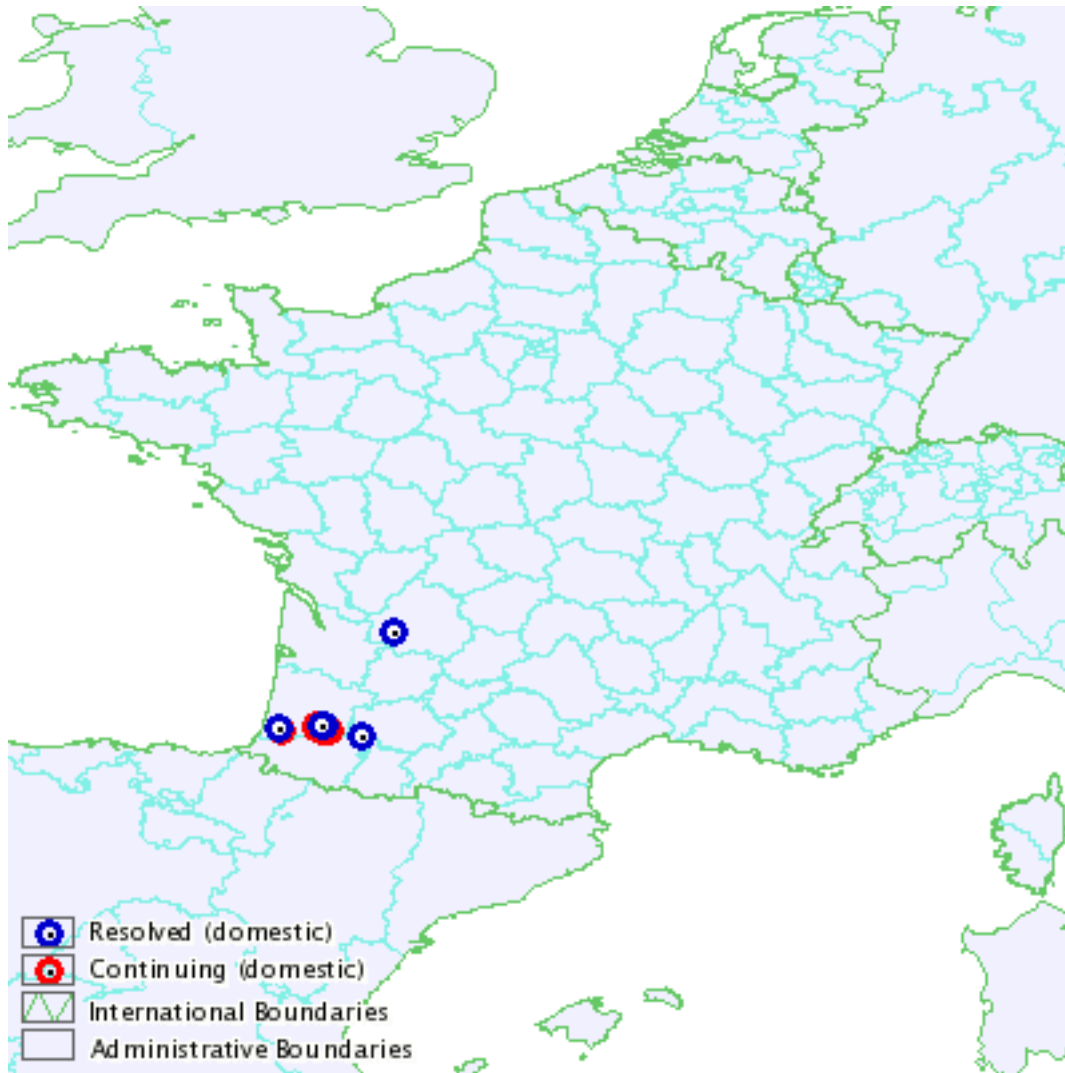 Resolved (domestic)
Continuing (domestic)
International Boundaries
Administrative Boundaries